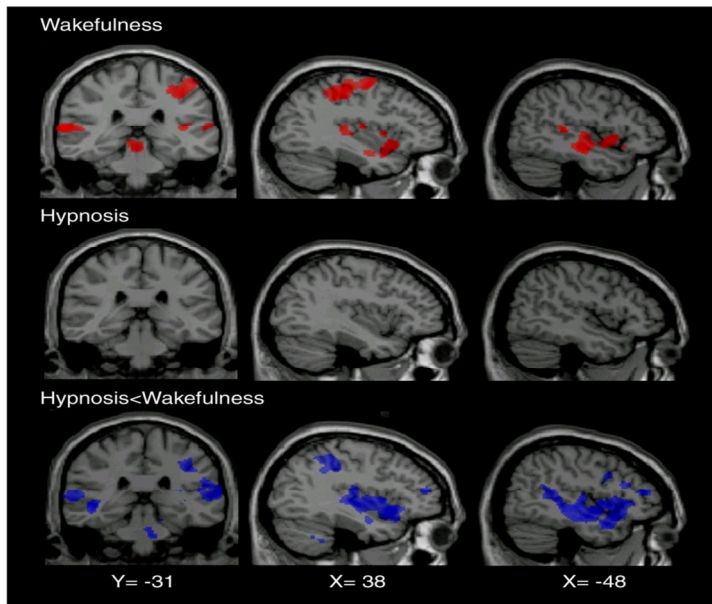 Wakefulness
Hypnosis
Hypnosis<Wakefulness
Y= -31
X= 38
X= -48